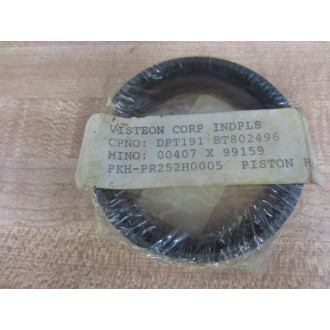 VISTEON CORP INDPLS
CPNO: DPT191 BT802496
MINO: 00407 X 99159
PKH-PR252H0005 PISTON